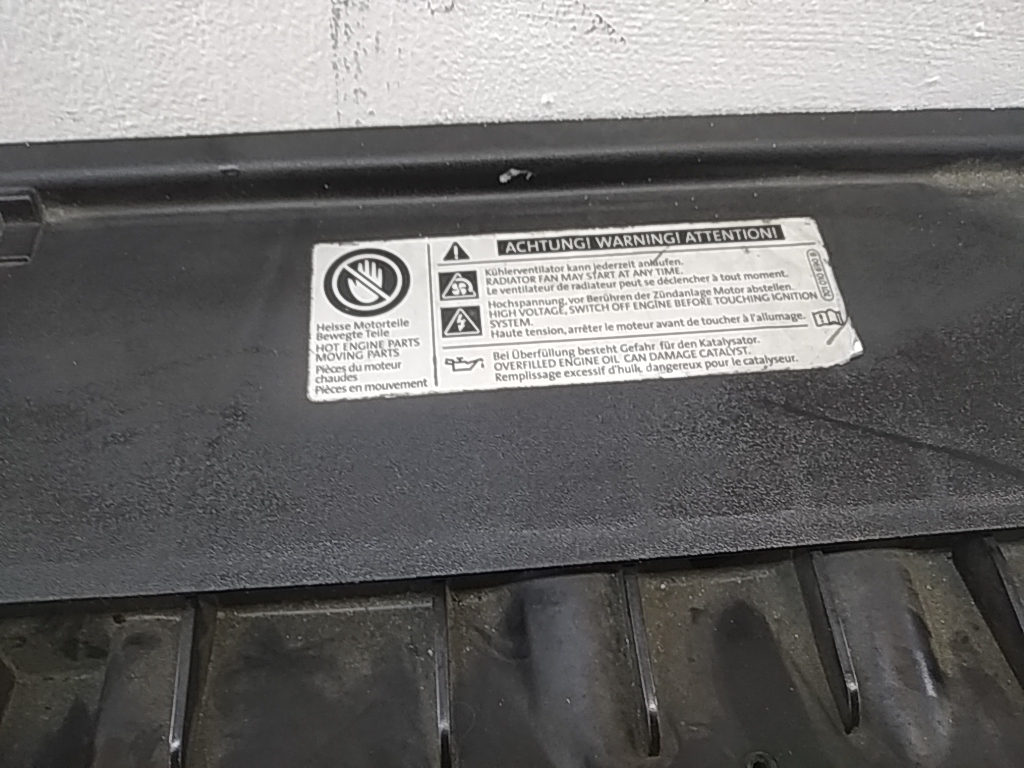 ACHTUNG! WARNING! ATTENTION!
Kühlerventilator kann jederzeit anlaufen.
RADIATOR FAN MAY START AT ANY TIME.
Le ventilateur de radiateur peut se déclencher à tout moment.
Hochspannung, vor Berühren der Zündanlage Motor abstellen.
HIGH VOLTAGE, SWITCH OFF ENGINE BEFORE TOUCHING IGNITION
SYSTEM.
Haute tension, arrêter le moteur avant de toucher à l'allumage.
Bei Überfüllung besteht Gefahr für den Katalysator.
OVERFILLED ENGINE OIL CAN DAMAGE CATALYST.
Remplissage excessif d'huile, dangereux pour le catalyseur.
Heisse Motorteile
Bewegte Teile
HOT ENGINE PARTS
MOVING PARTS
Pièces du moteur
chaudes
Pièces en mouvement